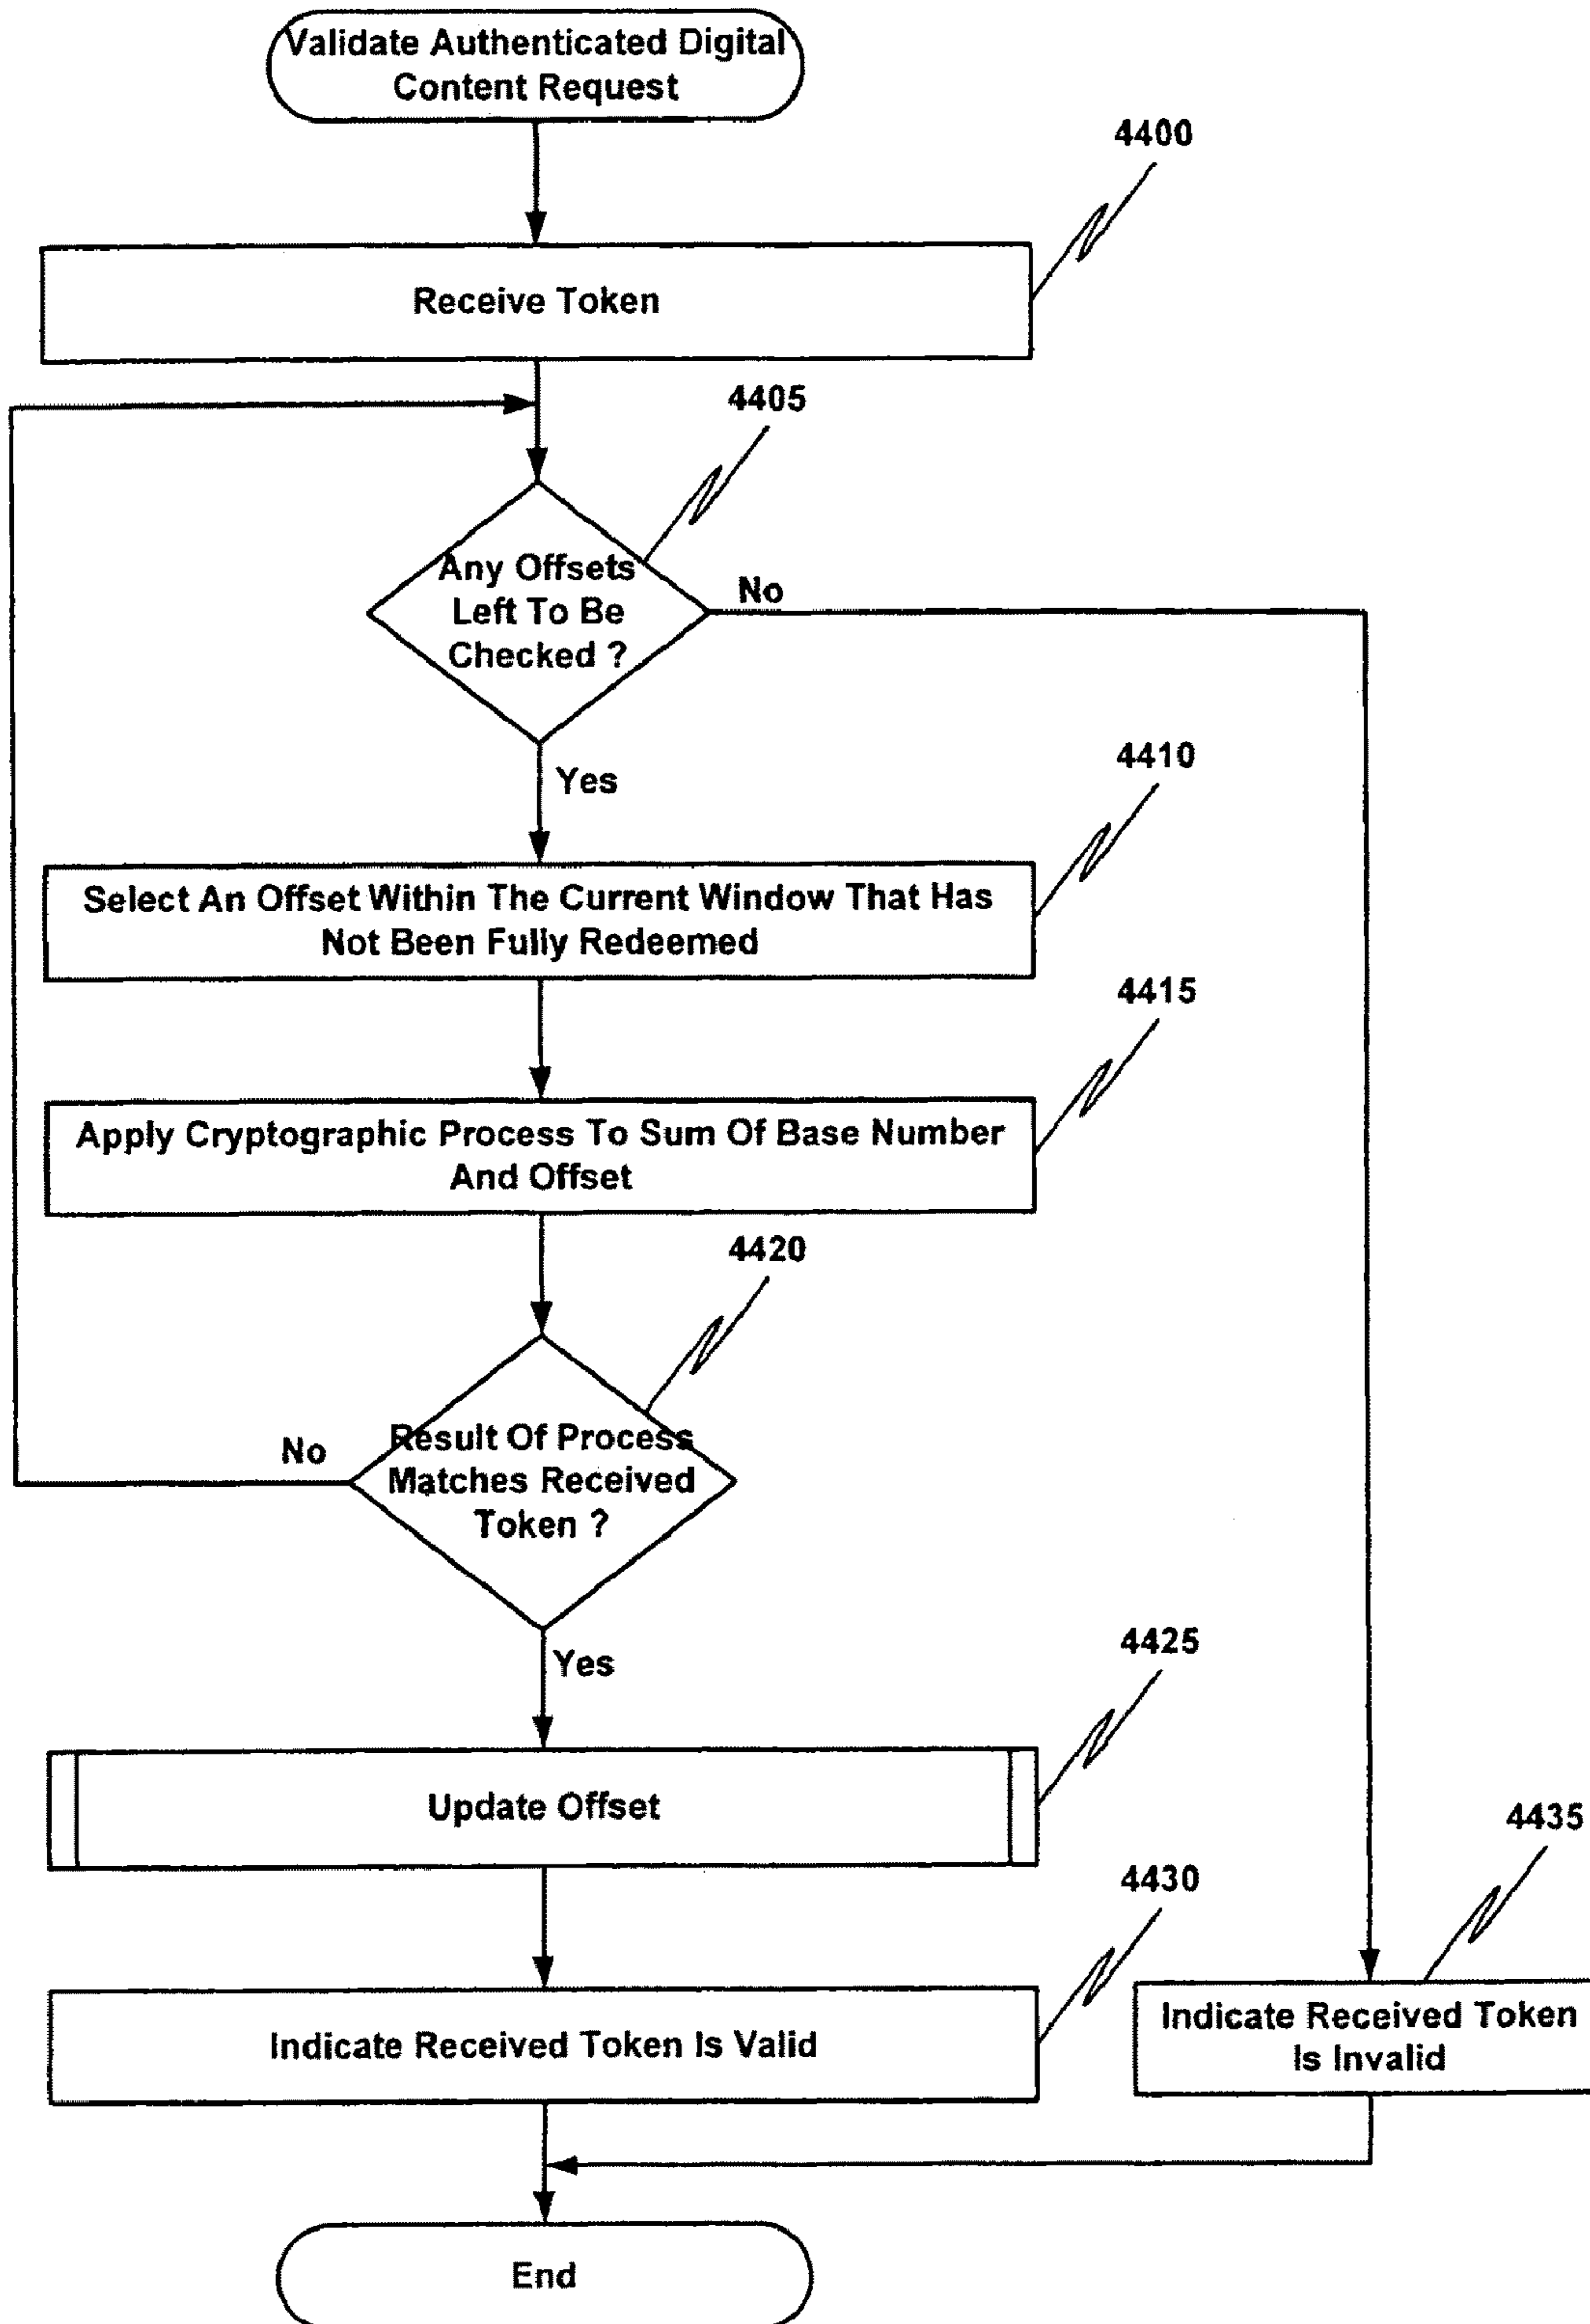 Validate Authenticated Digital
Content Request
4400
Receive Token
4405
Any Offsets
Left To Be
Checked ?
No
Yes
4410
Select An Offset Within The Current Window That Has
Not Been Fully Redeemed
4415
Apply Cryptographic Process To Sum Of Base Number
And Offset
4420
Result Of Process
Matches Received
Token ?
No
Yes
4425
Update Offset
4435
4430
Indicate Received Token Is Valid
Indicate Received Token
Is Invalid
End